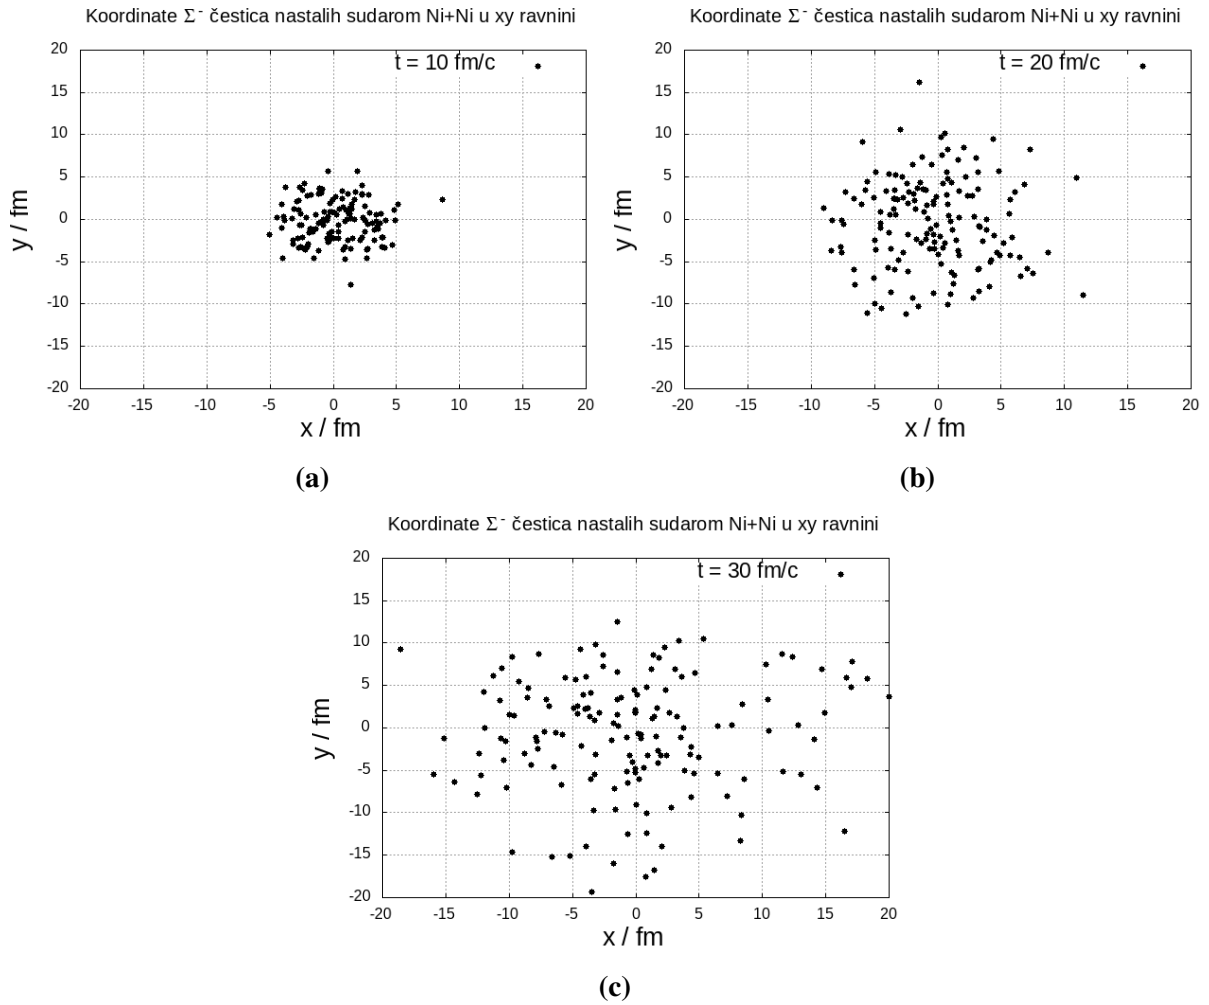 Koordinate Σ⁻ čestica nastalih sudarom Ni+Ni u xy ravnini
t = 10 fm/c
20
15
10
5
0
-5
-10
-15
-20
y / fm
-20 -15 -10 -5 0 5 10 15 20
x / fm
(a)
Koordinate Σ⁻ čestica nastalih sudarom Ni+Ni u xy ravnini
t = 20 fm/c
20
15
10
5
0
-5
-10
-15
-20
y / fm
-20 -15 -10 -5 0 5 10 15 20
x / fm
(b)
Koordinate Σ⁻ čestica nastalih sudarom Ni+Ni u xy ravnini
t = 30 fm/c
20
15
10
5
0
-5
-10
-15
-20
y / fm
-20 -15 -10 -5 0 5 10 15 20
x / fm
(c)